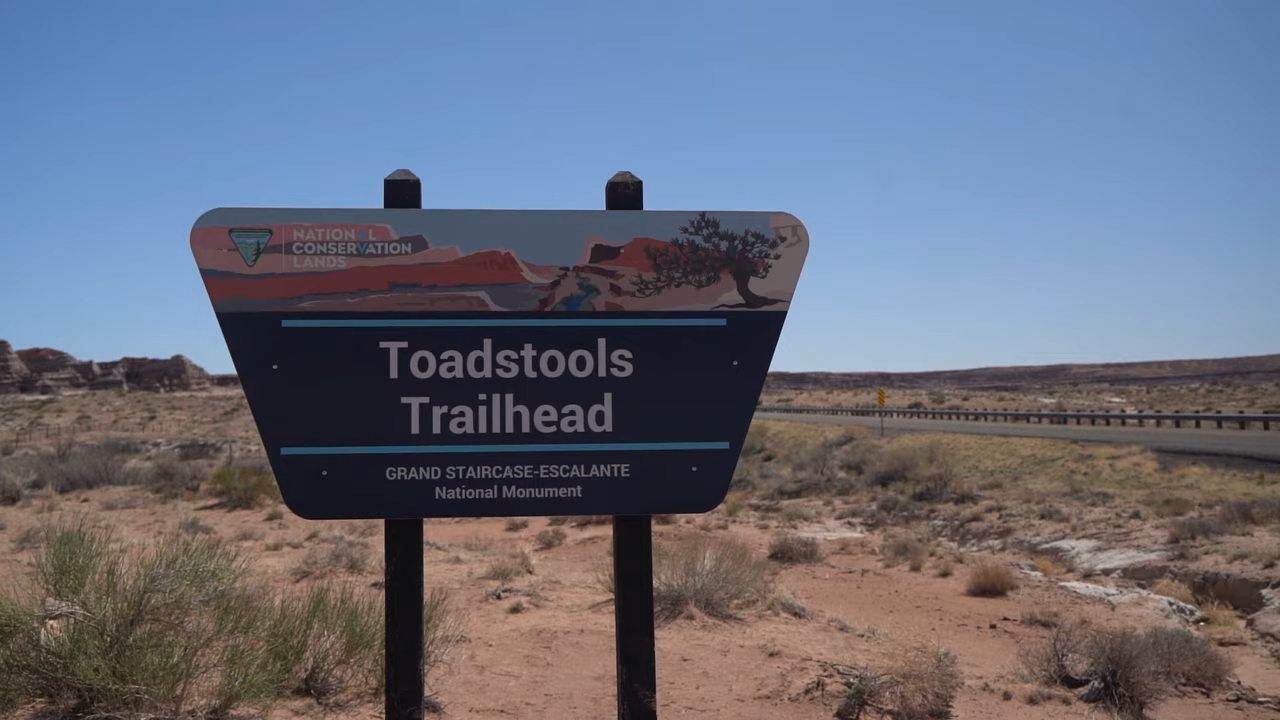 NATIONAL
CONSERVATION
LANDS
Toadstools
Trailhead
GRAND STAIRCASE-ESCALANTE
National Monument